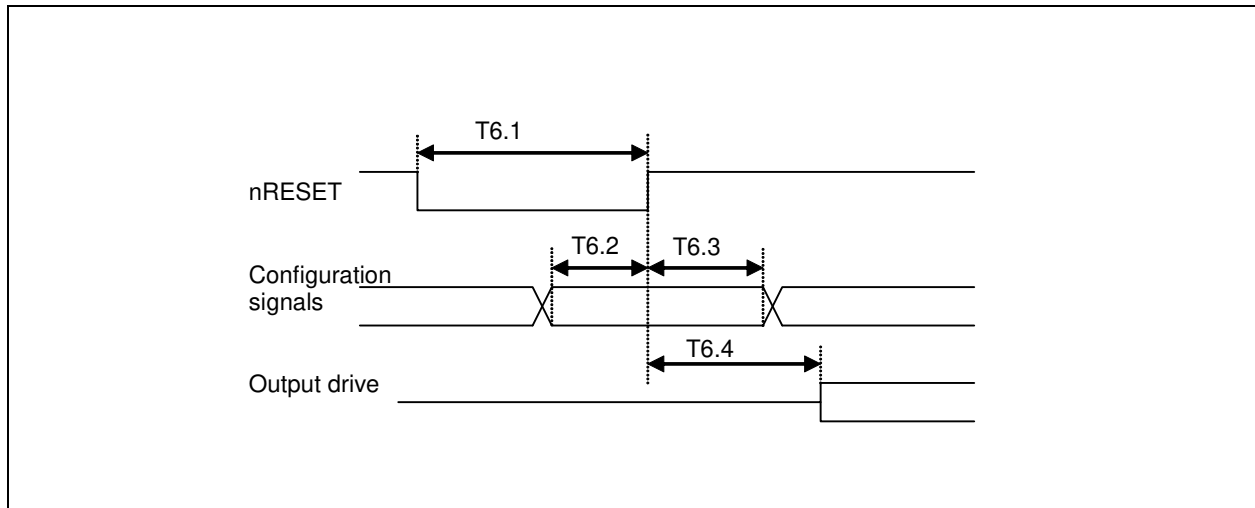 T6.1
nRESET
T6.2
T6.3
Configuration
signals
T6.4
Output drive